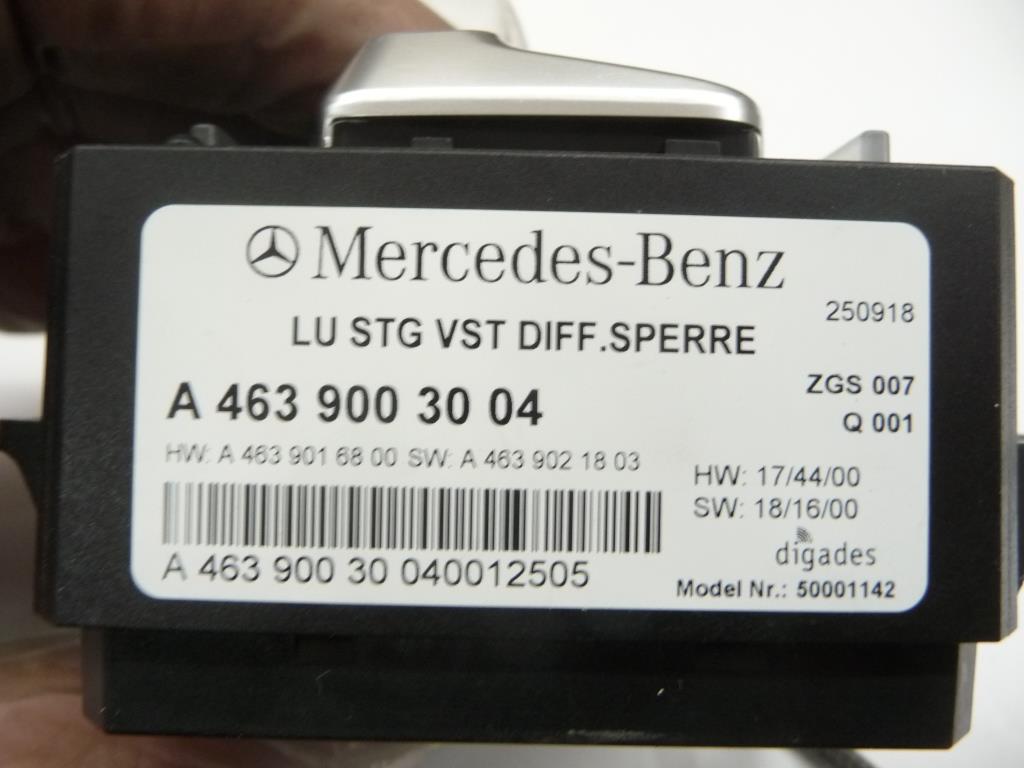 Mercedes-Benz
250918
LU STG VST DIFF.SPERRE
A 463 900 30 04
ZGS 007
Q 001
HW: A 463 901 68 00 SW: A 463 902 18 03
HW: 17/44/00
SW: 18/16/00
digades
A 463 900 30 040012505
Model Nr.: 50001142